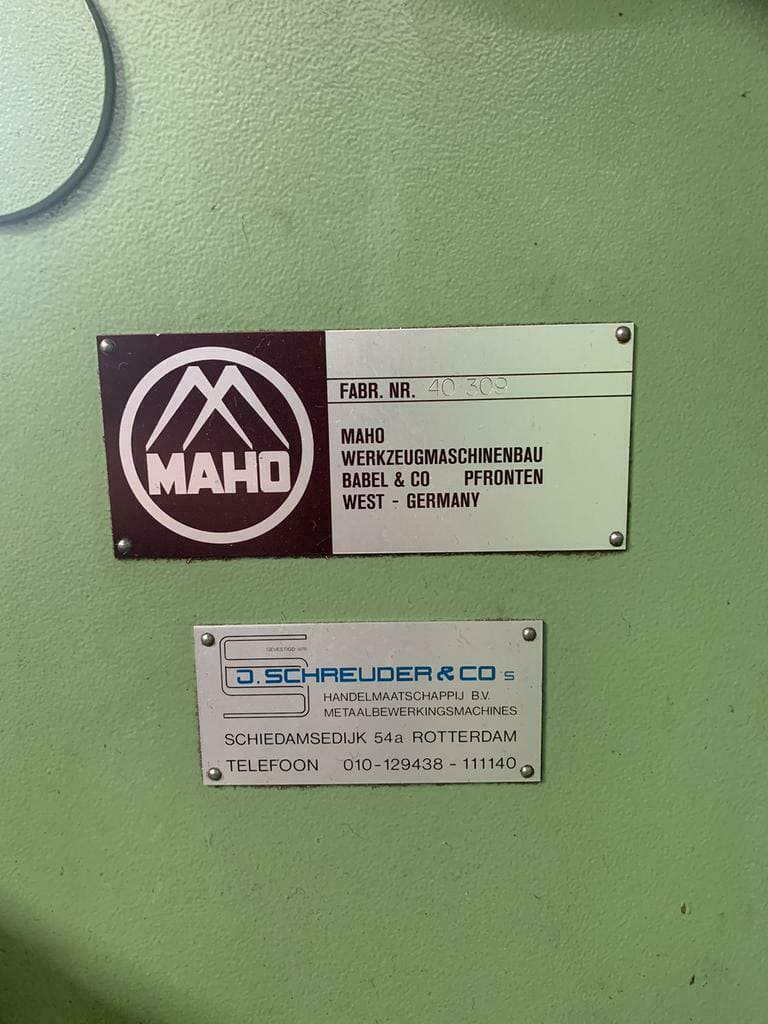 MAHO
FABR. NR. 40 309
MAHO
WERKZEUGMASCHINENBAU
BABEL & CO PFRONTEN
WEST - GERMANY
GEVESTIGD
J.SCHREUDER & CO S
HANDELMAATSCHAPPIJ B.V.
METAALBEWERKINGSMACHINES
SCHIEDAMSEDIJK 54a ROTTERDAM
TELEFOON 010-129438 - 111140